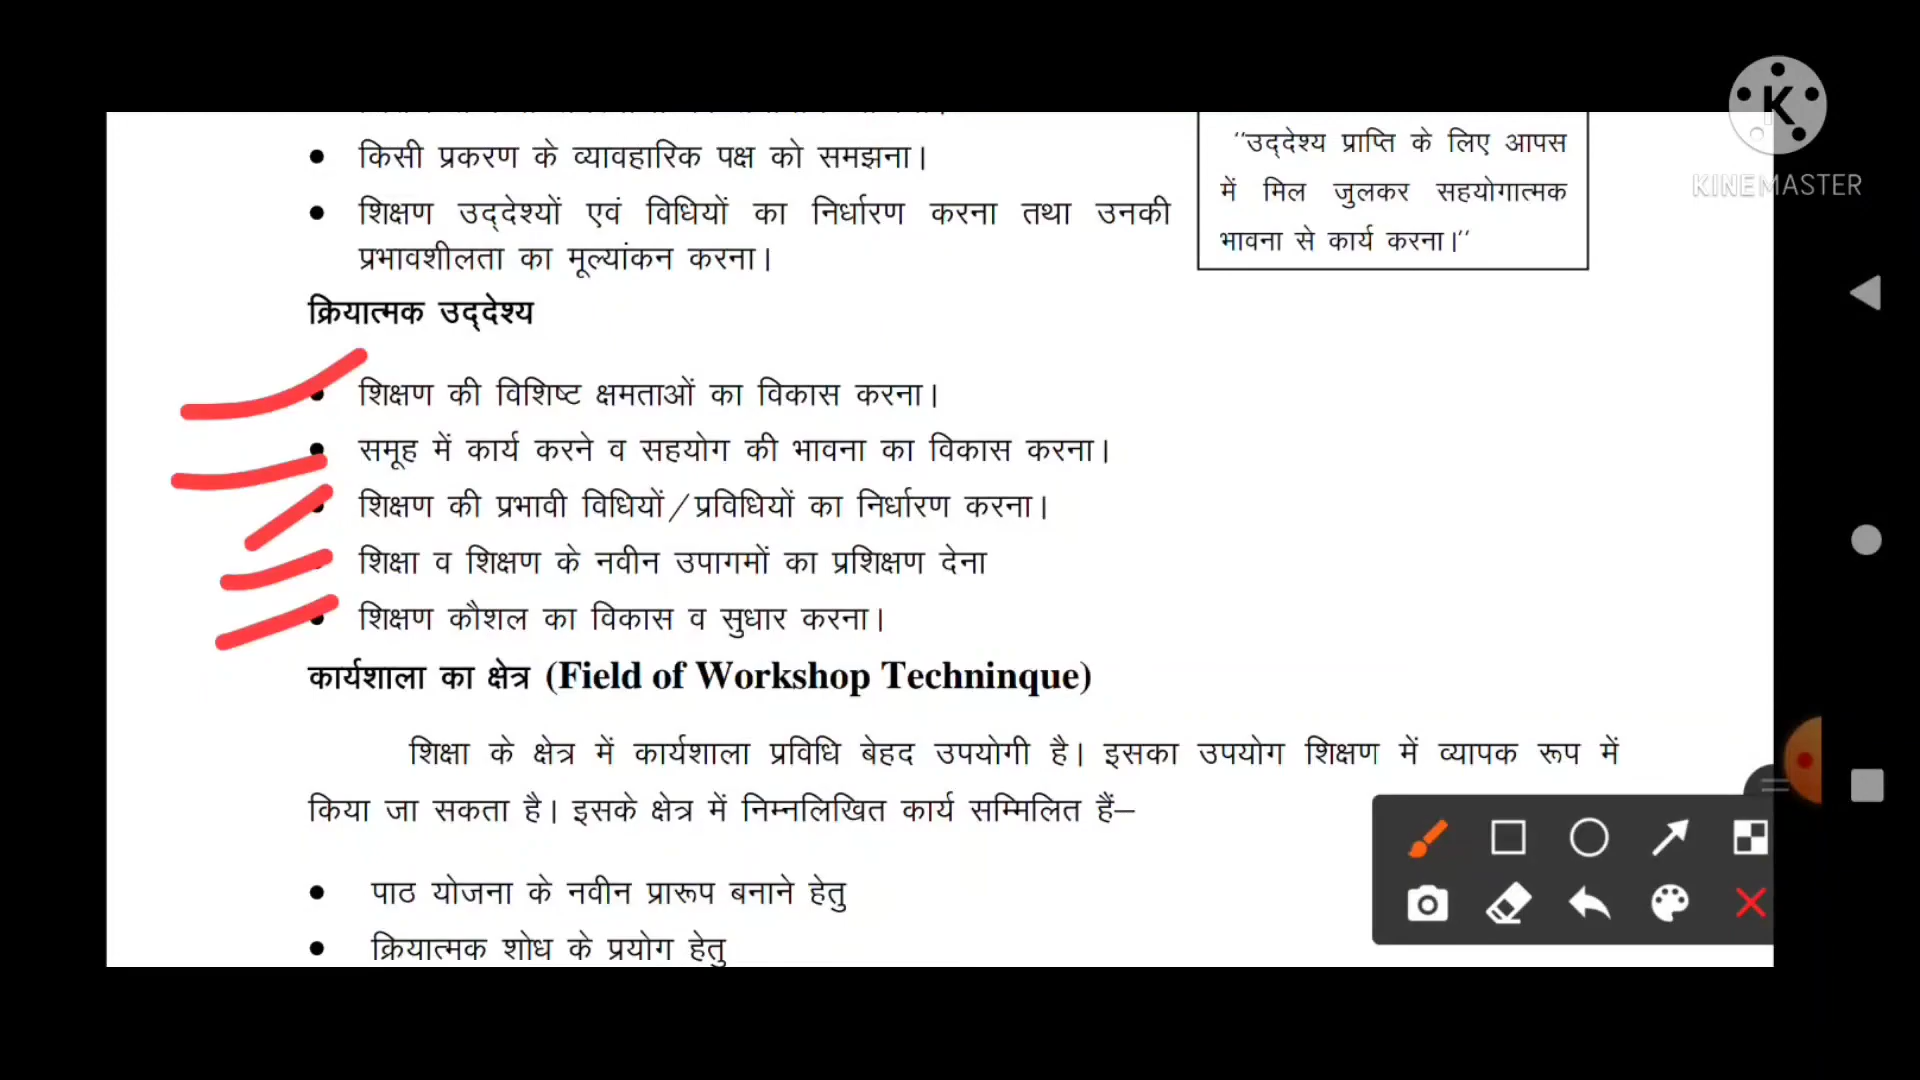 • किसी प्रकरण के व्यावहारिक पक्ष को समझना।
• शिक्षण उद्‌देश्यों एवं विधियों का निर्धारण करना तथा उनकी
प्रभावशीलता का मूल्यांकन करना।
‘‘उद्‌देश्य प्राप्ति के लिए आपस
में मिल जुलकर सहयोगात्मक
भावना से कार्य करना।’’
K
KINEMASTER
क्रियात्मक उद्‌देश्य
• शिक्षण की विशिष्ट क्षमताओं का विकास करना।
• समूह में कार्य करने व सहयोग की भावना का विकास करना।
• शिक्षण की प्रभावी विधियों/प्रविधियों का निर्धारण करना।
• शिक्षा व शिक्षण के नवीन उपागमों का प्रशिक्षण देना
• शिक्षण कौशल का विकास व सुधार करना।
कार्यशाला का क्षेत्र (Field of Workshop Techninque)
शिक्षा के क्षेत्र में कार्यशाला प्रविधि बेहद उपयोगी है। इसका उपयोग शिक्षण में व्यापक रूप में
किया जा सकता है। इसके क्षेत्र में निम्नलिखित कार्य सम्मिलित हैं–
• पाठ योजना के नवीन प्रारूप बनाने हेतु
• क्रियात्मक शोध के प्रयोग हेतु